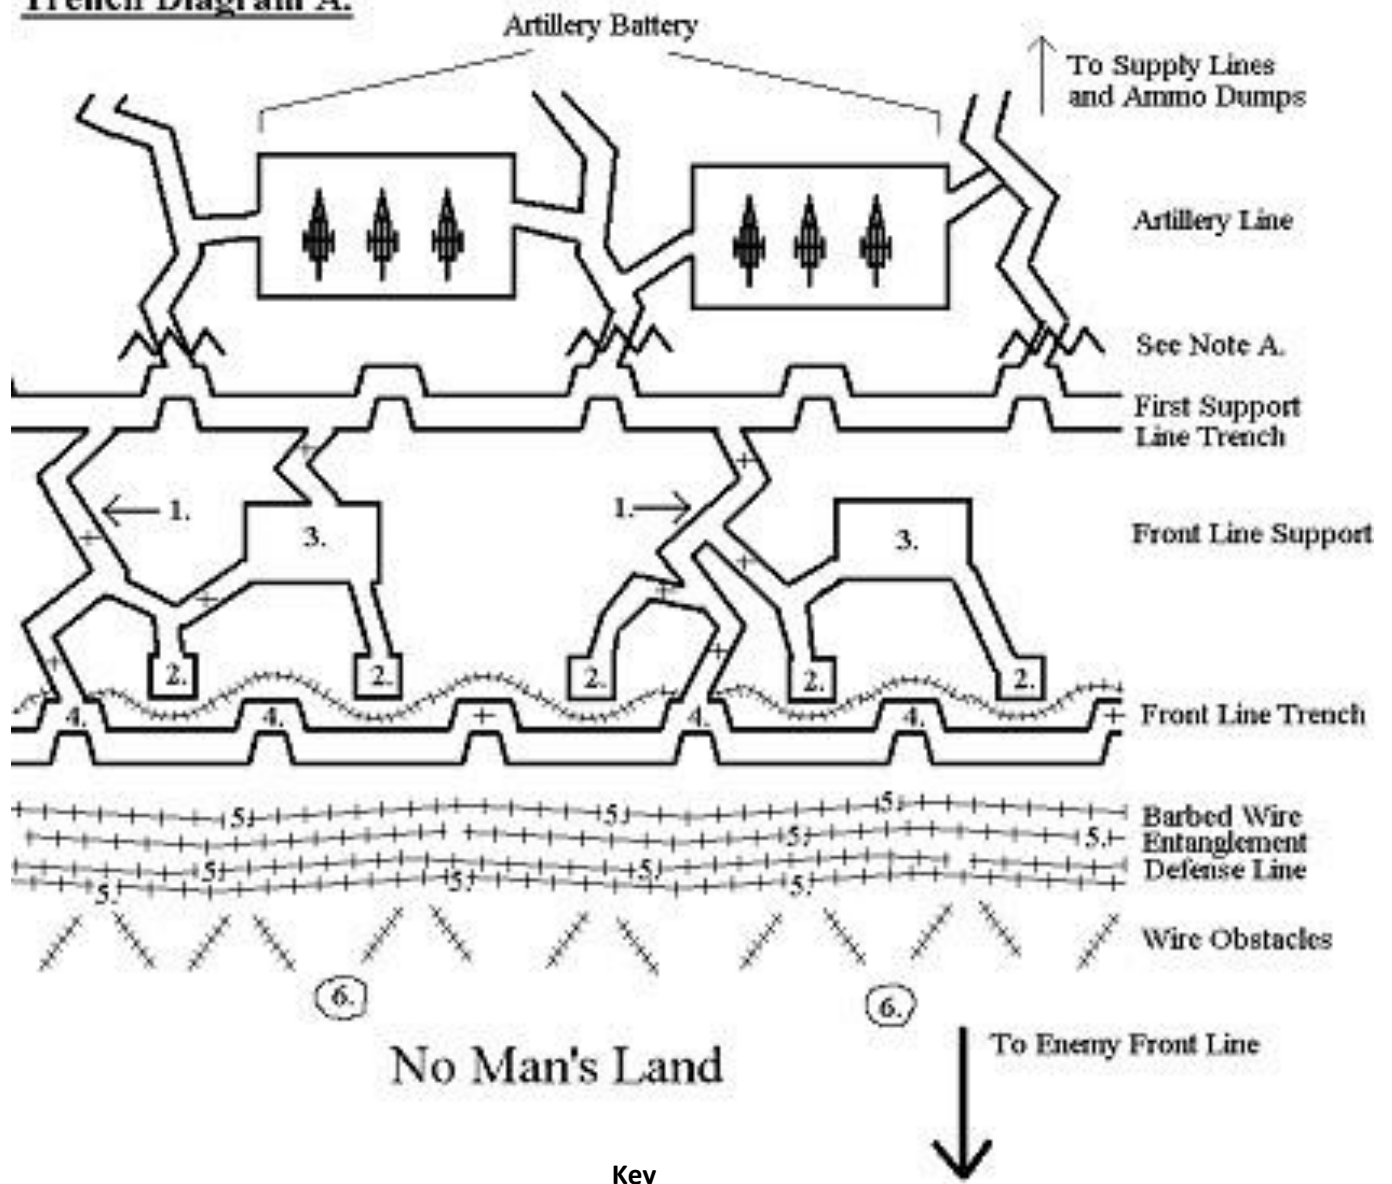 Trench Diagram A.
Artillery Battery
To Supply Lines
and Ammo Dumps
Artillery Line
See Note A.
First Support
Line Trench
1.
1.
Front Line Support
3.
3.
2.
2.
2.
2.
2.
4.
4.
4.
4.
Front Line Trench
5.
5.
5.
Barbed Wire
5.
5.
Entanglement
5.
5.
Defense Line
5.
5.
5.
Wire Obstacles
6.
6.
To Enemy Front Line
No Man's Land
Key